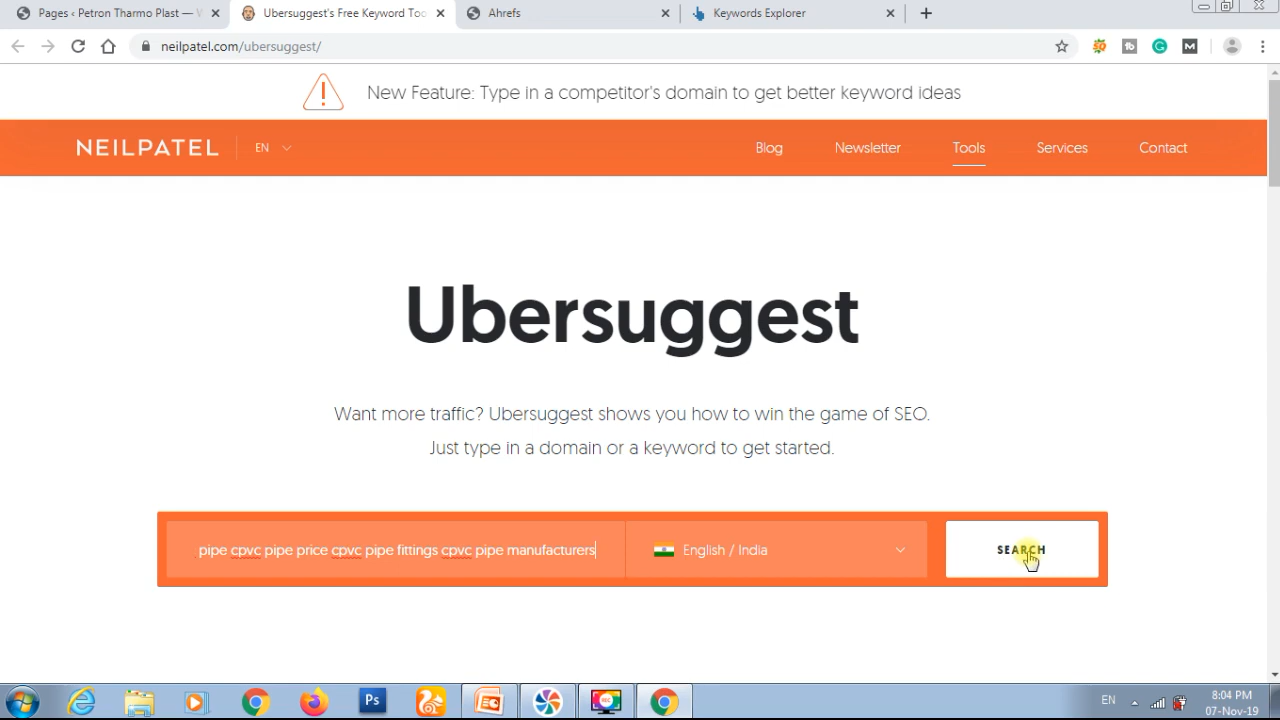 Pages ‹ Petron Tharmo Plast — W
Ubersuggest's Free Keyword Too
Ahrefs
Keywords Explorer
neilpatel.com/ubersuggest/
New Feature: Type in a competitor's domain to get better keyword ideas
NEILPATEL
EN
Blog
Newsletter
Tools
Services
Contact
Ubersuggest
Want more traffic? Ubersuggest shows you how to win the game of SEO.
Just type in a domain or a keyword to get started.
pipe cpvc pipe price cpvc pipe fittings cpvc pipe manufacturers
English / India
SEARCH
Ps
EN
8:04 PM
07-Nov-19